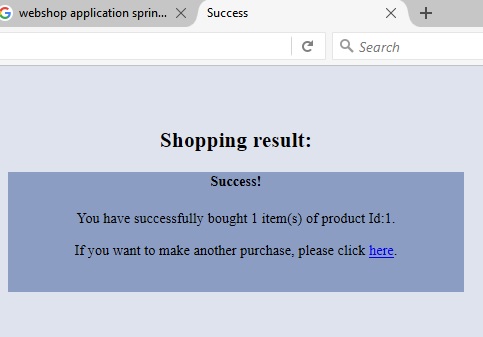 webshop application sprin...
Success
Search
Shopping result:
Success!
You have successfully bought 1 item(s) of product Id:1.
If you want to make another purchase, please click here.